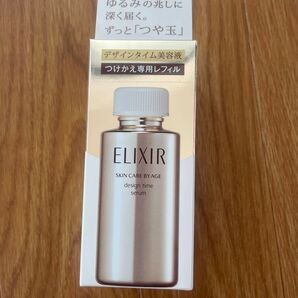 ゆるみの兆しに
深く届く。
ずっと「つや玉」
デザインタイム美容液
つけかえ専用レフィル
ELIXIR
SKIN CARE BY AGE
design time
serum